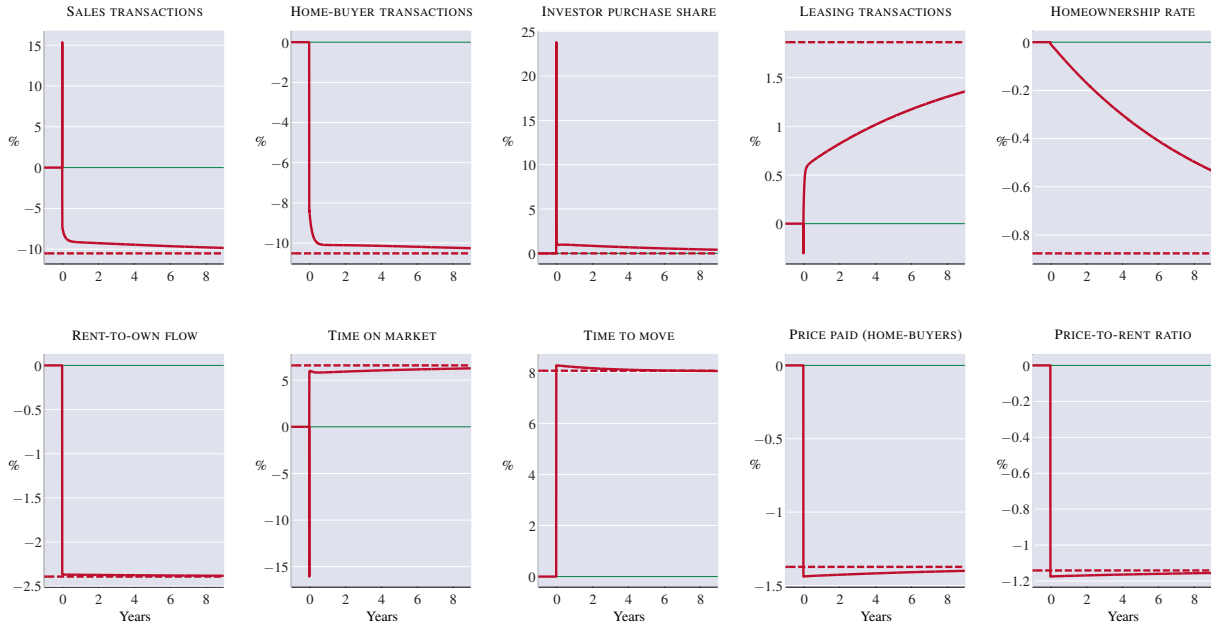 SALES TRANSACTIONS
15
10
5
%
0
−5
−10
0 2 4 6 8
HOME-BUYER TRANSACTIONS
0
−2
−4
%
−6
−8
−10
0 2 4 6 8
INVESTOR PURCHASE SHARE
25
20
15
%
10
5
0
0 2 4 6 8
LEASING TRANSACTIONS
1.5
1
%
0.5
0
0 2 4 6 8
HOMEOWNERSHIP RATE
0
−0.2
%
−0.4
−0.6
−0.8
0 2 4 6 8
RENT-TO-OWN FLOW
0
−0.5
−1
%
−1.5
−2
−2.5
0 2 4 6 8
Years
TIME ON MARKET
5
0
%
−5
−10
−15
0 2 4 6 8
Years
TIME TO MOVE
8
6
%
4
2
0
0 2 4 6 8
Years
PRICE PAID (HOME-BUYERS)
0
−0.5
%
−1
−1.5
0 2 4 6 8
Years
PRICE-TO-RENT RATIO
0
−0.2
−0.4
%
−0.6
−0.8
−1
−1.2
0 2 4 6 8
Years